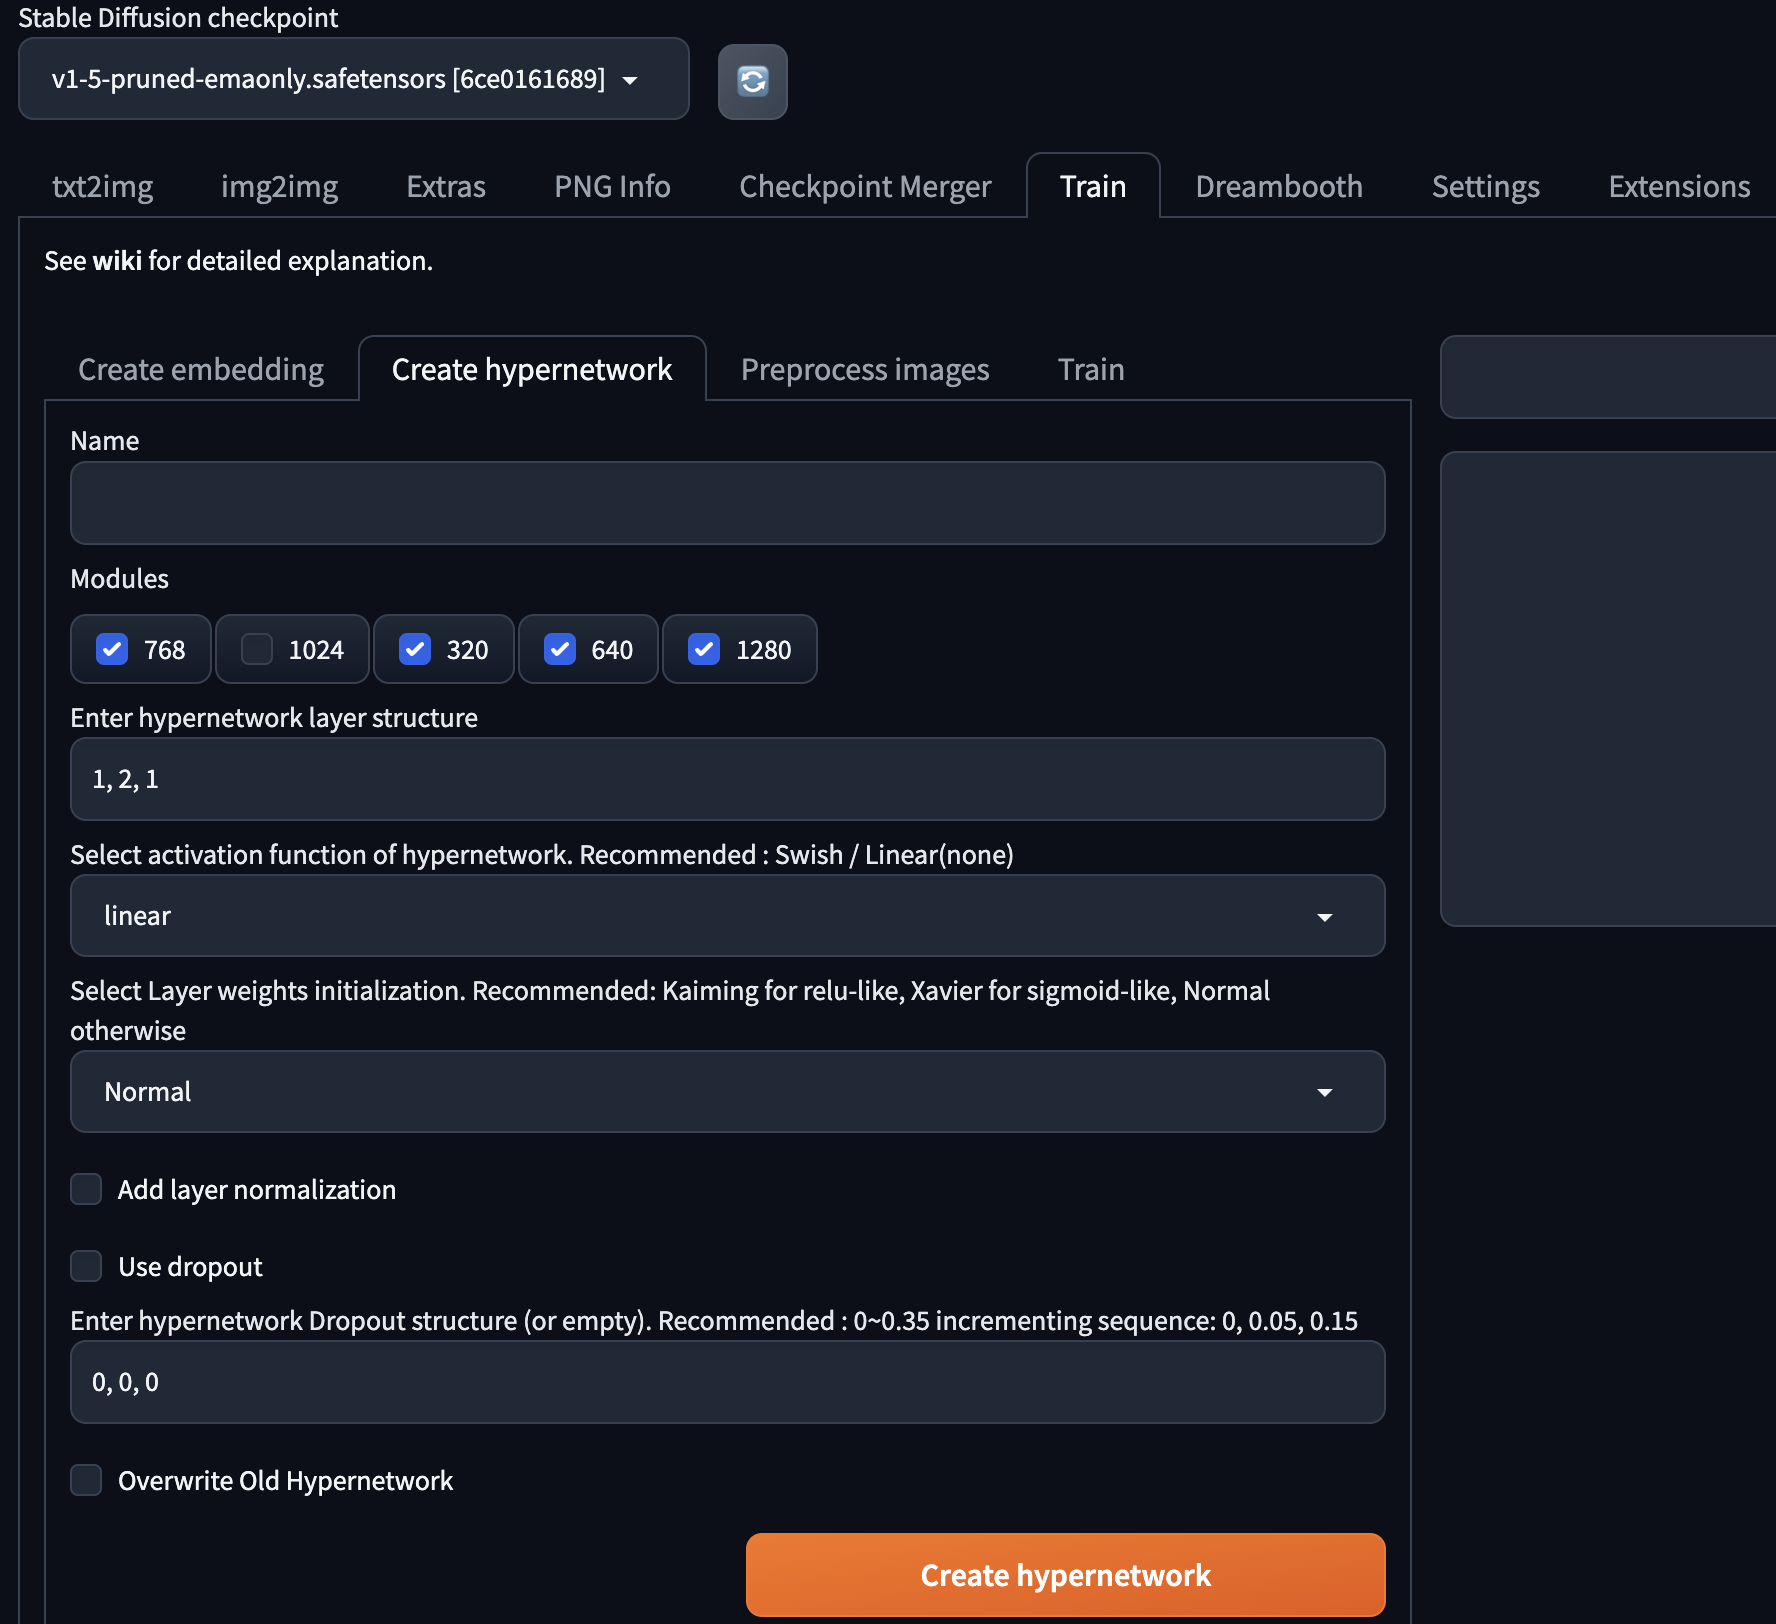 Stable Diffusion checkpoint
v1-5-pruned-emaonly.safetensors [6ce0161689]
txt2img img2img Extras PNG Info Checkpoint Merger Train Dreambooth Settings Extensions
See wiki for detailed explanation.
Create embedding Create hypernetwork Preprocess images Train
Name
Modules
768 1024 320 640 1280
Enter hypernetwork layer structure
1, 2, 1
Select activation function of hypernetwork. Recommended : Swish / Linear(none)
linear
Select Layer weights initialization. Recommended: Kaiming for relu-like, Xavier for sigmoid-like, Normal
otherwise
Normal
Add layer normalization
Use dropout
Enter hypernetwork Dropout structure (or empty). Recommended : 0~0.35 incrementing sequence: 0, 0.05, 0.15
0, 0, 0
Overwrite Old Hypernetwork
Create hypernetwork